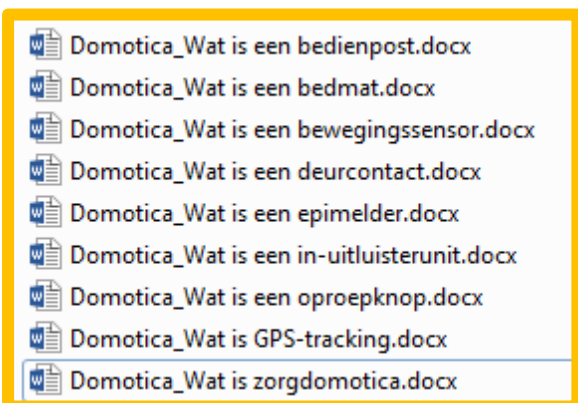 Domotica_Wat is een bedienpost.docx
Domotica_Wat is een bedmat.docx
Domotica_Wat is een bewegingssensor.docx
Domotica_Wat is een deurcontact.docx
Domotica_Wat is een epimelder.docx
Domotica_Wat is een in-uitluisterunit.docx
Domotica_Wat is een oproepknop.docx
Domotica_Wat is GPS-tracking.docx
Domotica_Wat is zorgdomotica.docx